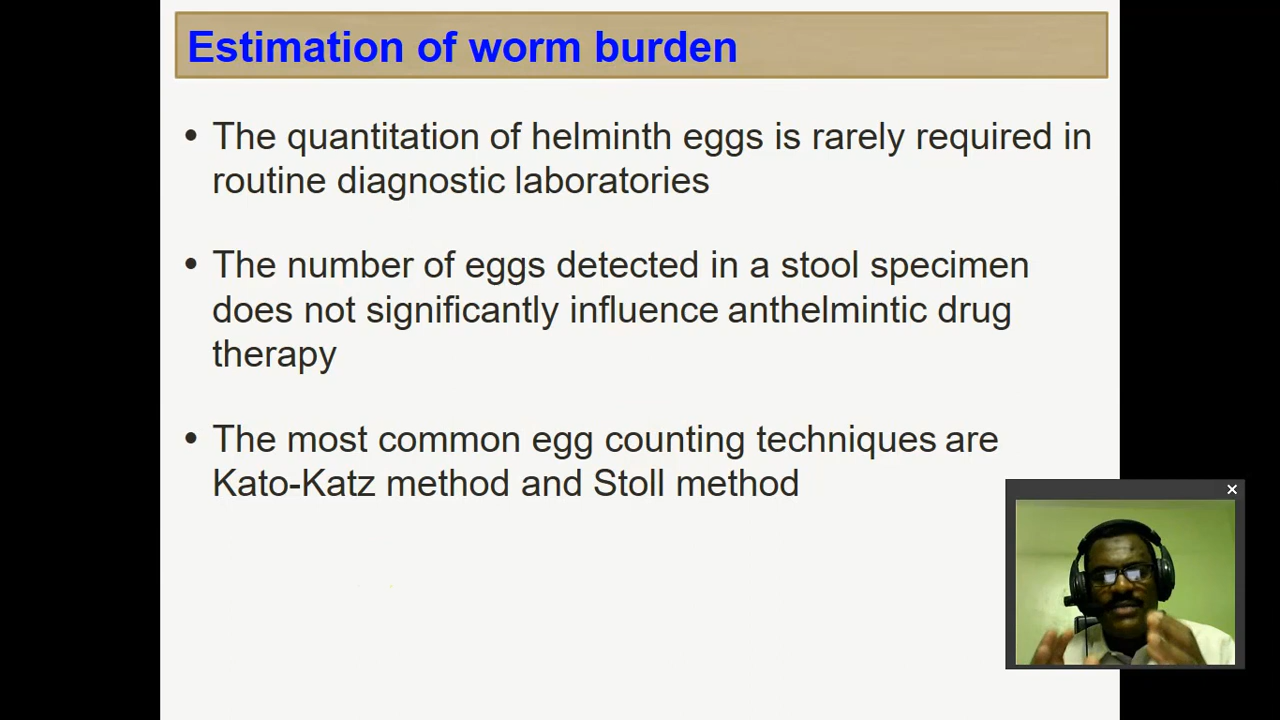 Estimation of worm burden
• The quantitation of helminth eggs is rarely required in
routine diagnostic laboratories
• The number of eggs detected in a stool specimen
does not significantly influence anthelmintic drug
therapy
• The most common egg counting techniques are
Kato-Katz method and Stoll method